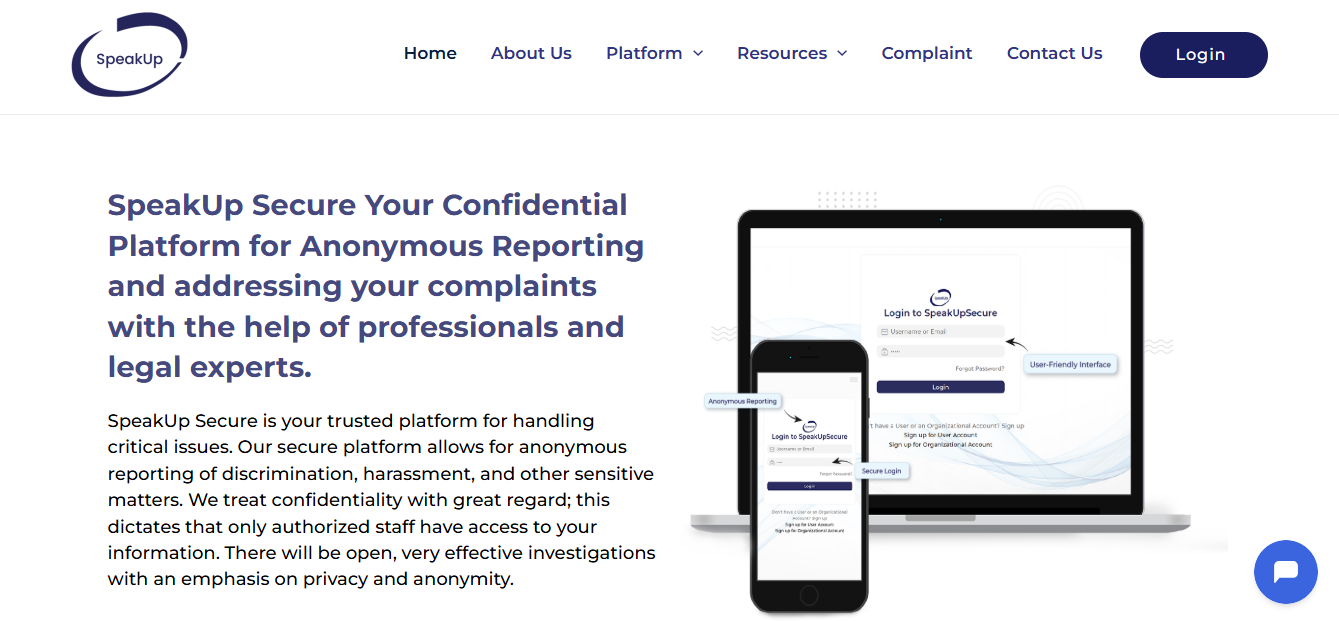 SpeakUp
Home
About Us
Platform
Resources
Complaint
Contact Us
Login
SpeakUp Secure Your Confidential
Platform for Anonymous Reporting
and addressing your complaints
with the help of professionals and
legal experts.
SpeakUp Secure is your trusted platform for handling
critical issues. Our secure platform allows for anonymous
reporting of discrimination, harassment, and other sensitive
matters. We treat confidentiality with great regard; this
dictates that only authorized staff have access to your
information. There will be open, very effective investigations
with an emphasis on privacy and anonymity.
SpeakUp
Login to SpeakUpSecure
Username or Email
Forgot Password?
Login
't have a User or an Organizational Account? Sign up
Sign up for User Account
Sign up for Organizational Account
User-Friendly Interface
Anonymous Reporting
Login to SpeakUpSecure
Username or Email
Forgot Password?
Login
Don't have a User or an Organizational
Account? Sign up
Sign up for User Account
Sign up for Organizational Account
Secure Login